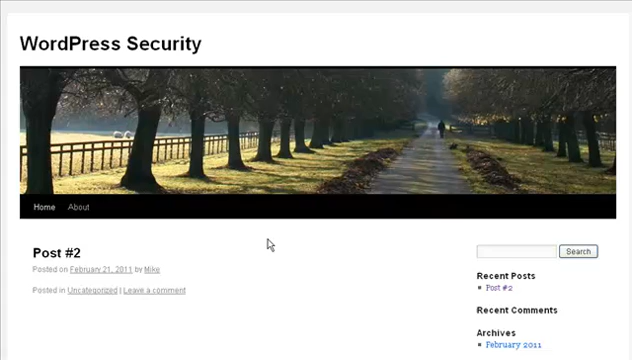 WordPress Security
Home About
Post #2
Posted on February 21, 2011 by Mike
Posted in Uncategorized | Leave a comment
Search
Recent Posts
Post #2
Recent Comments
Archives
February 2011